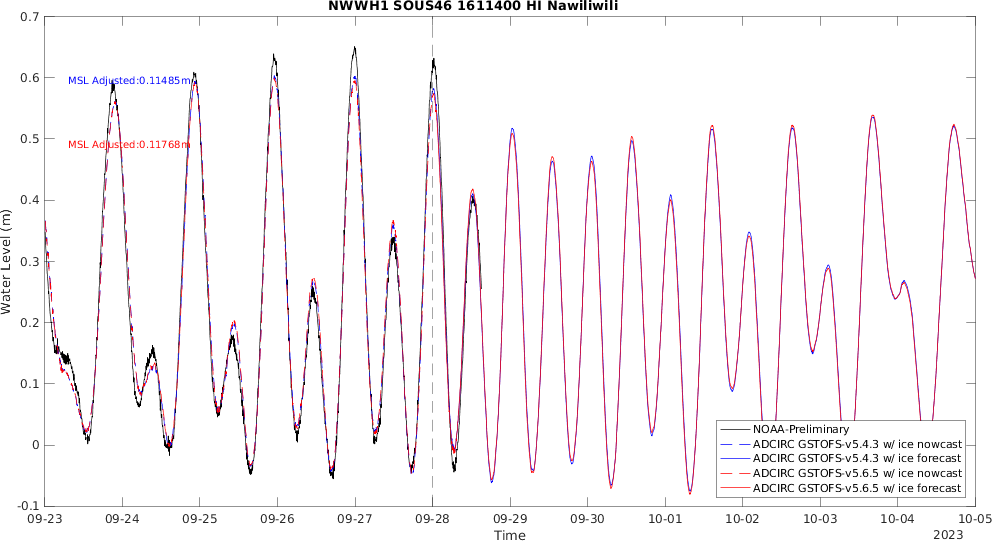 NWWH1 SOUS46 1611400 HI Nawiliwili
0.7
0.6
0.5
0.4
0.3
0.2
0.1
0
-0.1
Water Level (m)
MSL Adjusted:0.11485m
MSL Adjusted:0.11768m
NOAA-Preliminary
ADCIRC GSTOFS-v5.4.3 w/ ice nowcast
ADCIRC GSTOFS-v5.4.3 w/ ice forecast
ADCIRC GSTOFS-v5.6.5 w/ ice nowcast
ADCIRC GSTOFS-v5.6.5 w/ ice forecast
09-23 09-24 09-25 09-26 09-27 09-28 09-29 09-30 10-01 10-02 10-03 10-04 10-05
Time
2023